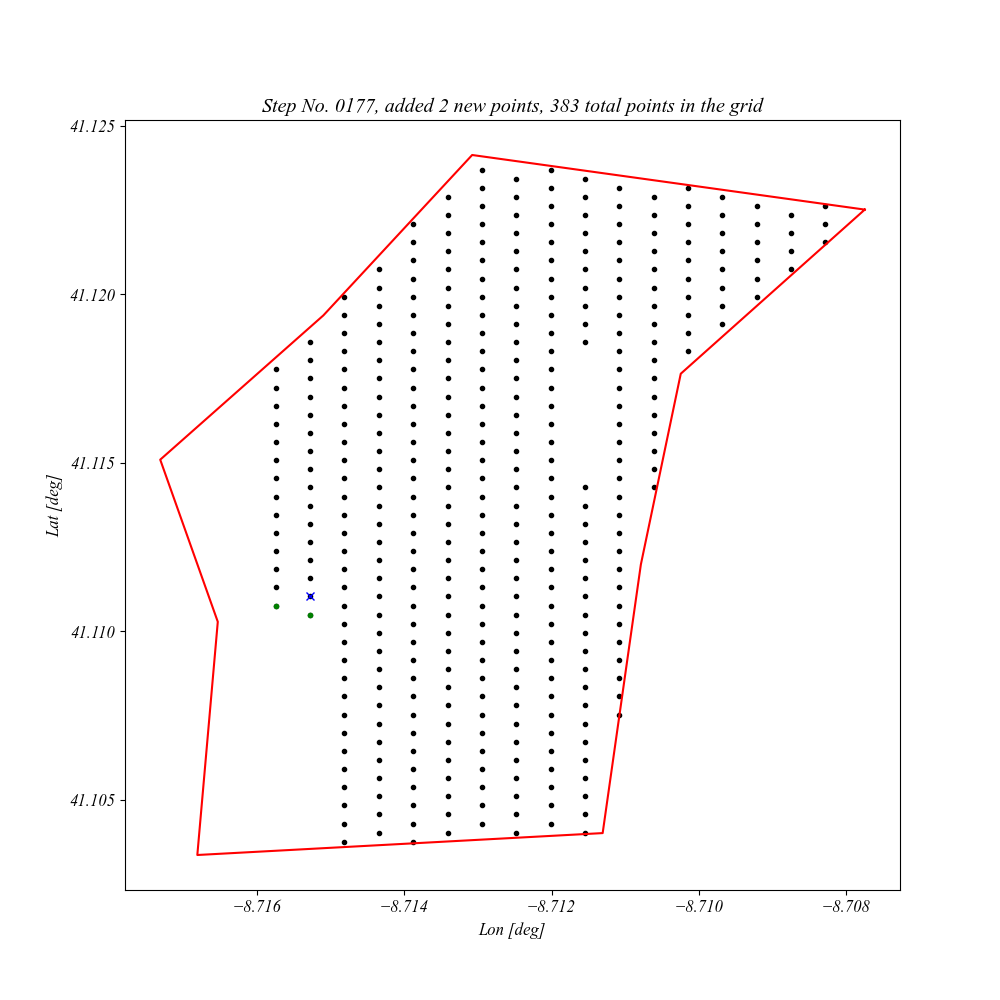 Step No. 0177, added 2 new points, 383 total points in the grid
41.125
41.120
41.115
41.110
41.105
Lat [deg]
−8.716 −8.714 −8.712 −8.710 −8.708
Lon [deg]